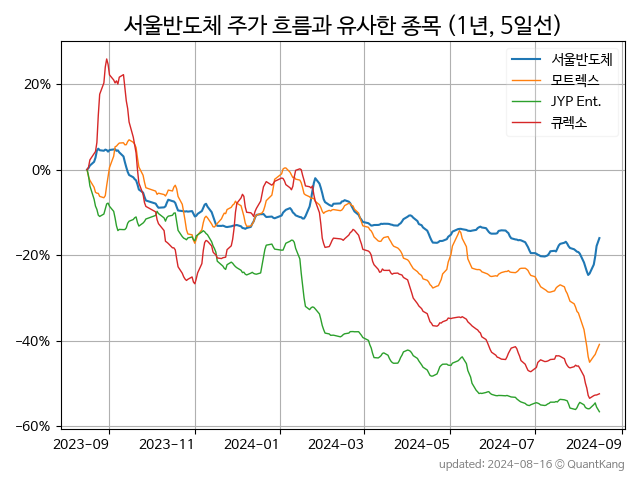 서울반도체 주가 흐름과 유사한 종목 (1년, 5일선)
서울반도체
모트렉스
JYP Ent.
큐렉소
20%
0%
−20%
−40%
−60%
2023-09 2023-11 2024-01 2024-03 2024-05 2024-07 2024-09
updated: 2024-08-16 © QuantKang